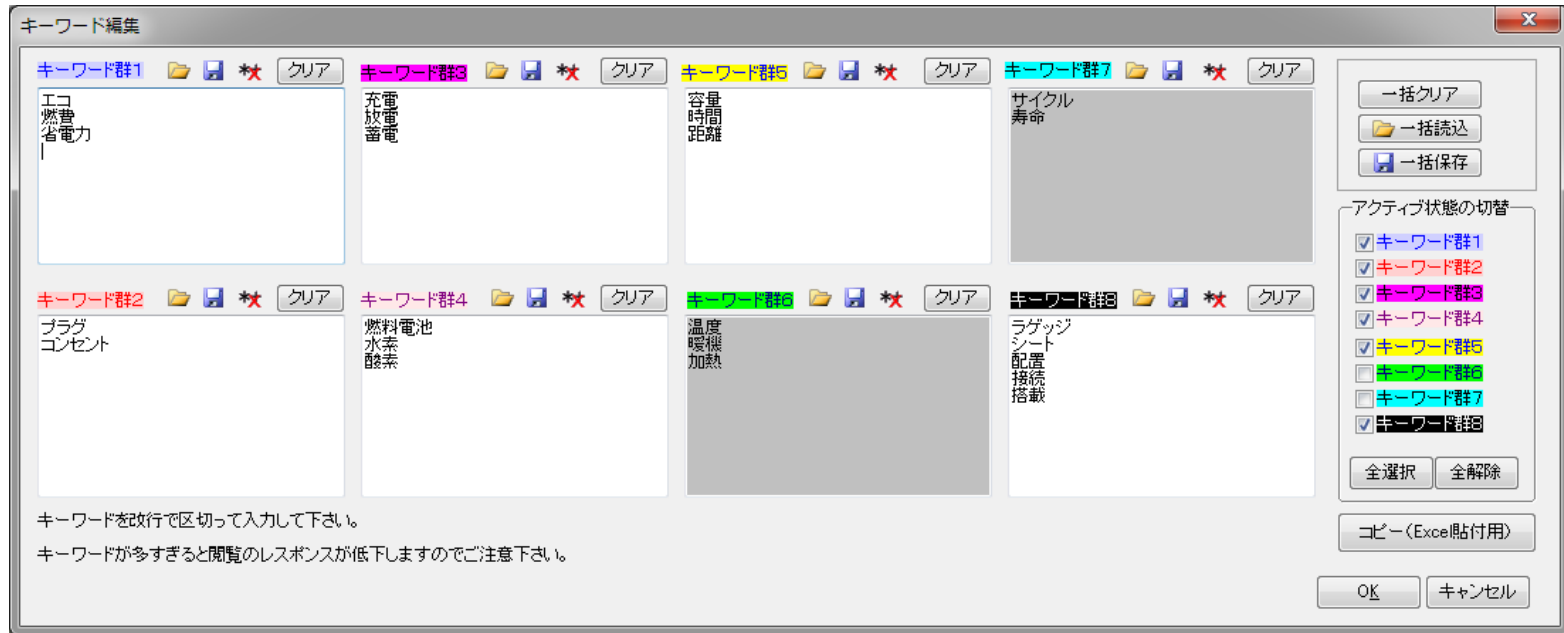 キーワード編集
キーワード群1 クリア
エコ
燃費
省電力
キーワード群3 クリア
充電
放電
蓄電
キーワード群5 クリア
容量
時間
距離
キーワード群7 クリア
サイクル
寿命
キーワード群2 クリア
プラグ
コンセント
キーワード群4 クリア
燃料電池
水素
酸素
キーワード群6 クリア
温度
暖機
加熱
キーワード群8 クリア
ラゲッジ
シート
配置
接続
搭載
キーワードを改行で区切って入力して下さい。
キーワードが多すぎると閲覧のレスポンスが低下しますのでご注意下さい。
一括クリア
一括読込
一括保存
アクティブ状態の切替
キーワード群1
キーワード群2
キーワード群3
キーワード群4
キーワード群5
キーワード群6
キーワード群7
キーワード群8
全選択 全解除
コピー(Excel貼付用)
OK キャンセル